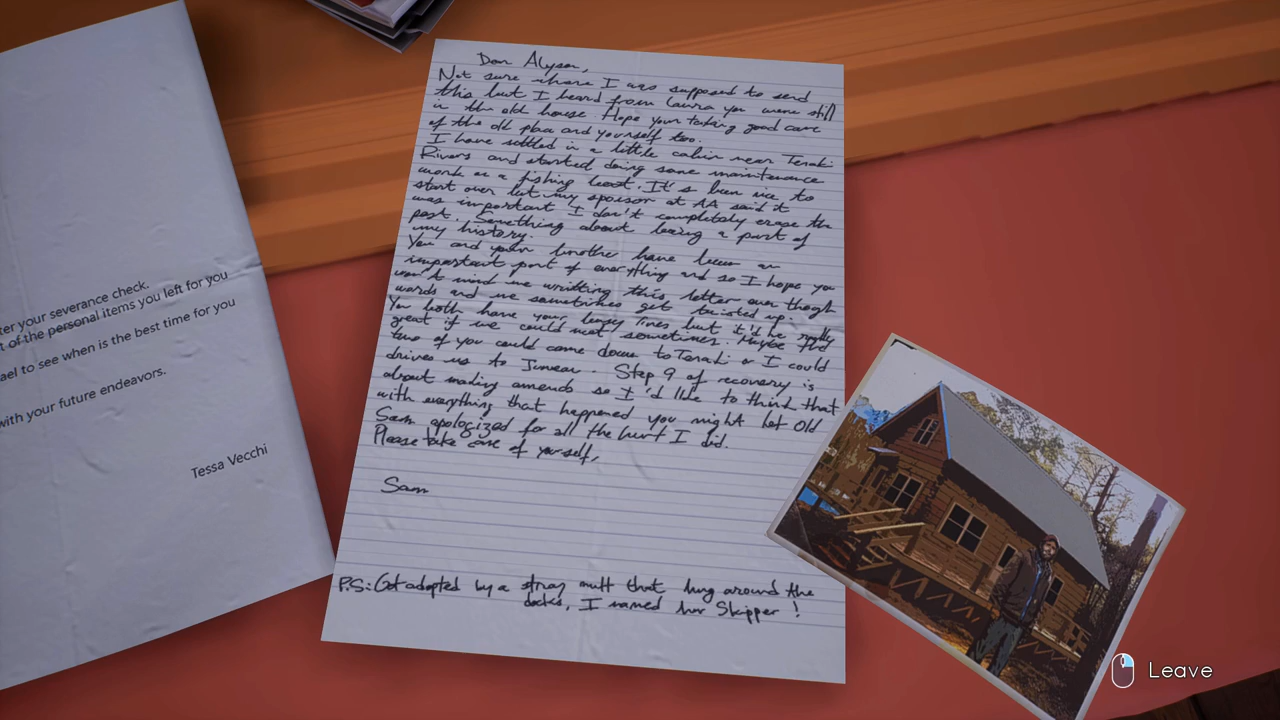 ter your severance check.
t of the personal items you left for you
ael to see when is the best time for you
with your future endeavors.
Tessa Vecchi
Dear Alyson,
Not sure where I was supposed to send
this but I heard from Laura you were still
in the old house. Hope your taking good care
of the old place and yourself too.
I have settled in a little cabin near Teraki
Rivers and started doing some maintenance
work on a fishing boat. It's been nice to
start over but my sponsor at AA said it
was important I don't completely erase the
past. Something about being a part of
my history.
You and your brother have been an
important part of everything and so I hope you
won't mind me writting this letter even though
words and me sometimes get twisted up.
You both have your busy lives but it'd be really
great if we could meet sometimes. Maybe the
two of you could come down to Teraki or I could
drives us to Juneau. Step 9 of recovery is
about making amends so I'd like to think that
with everything that happened you might let Old
Sam apologized for all the hurt I did.
Please take care of yourself,
Sam
P.S: Got adopted by a stray mutt that hung around the
docks, I named her Skipper!
Leave